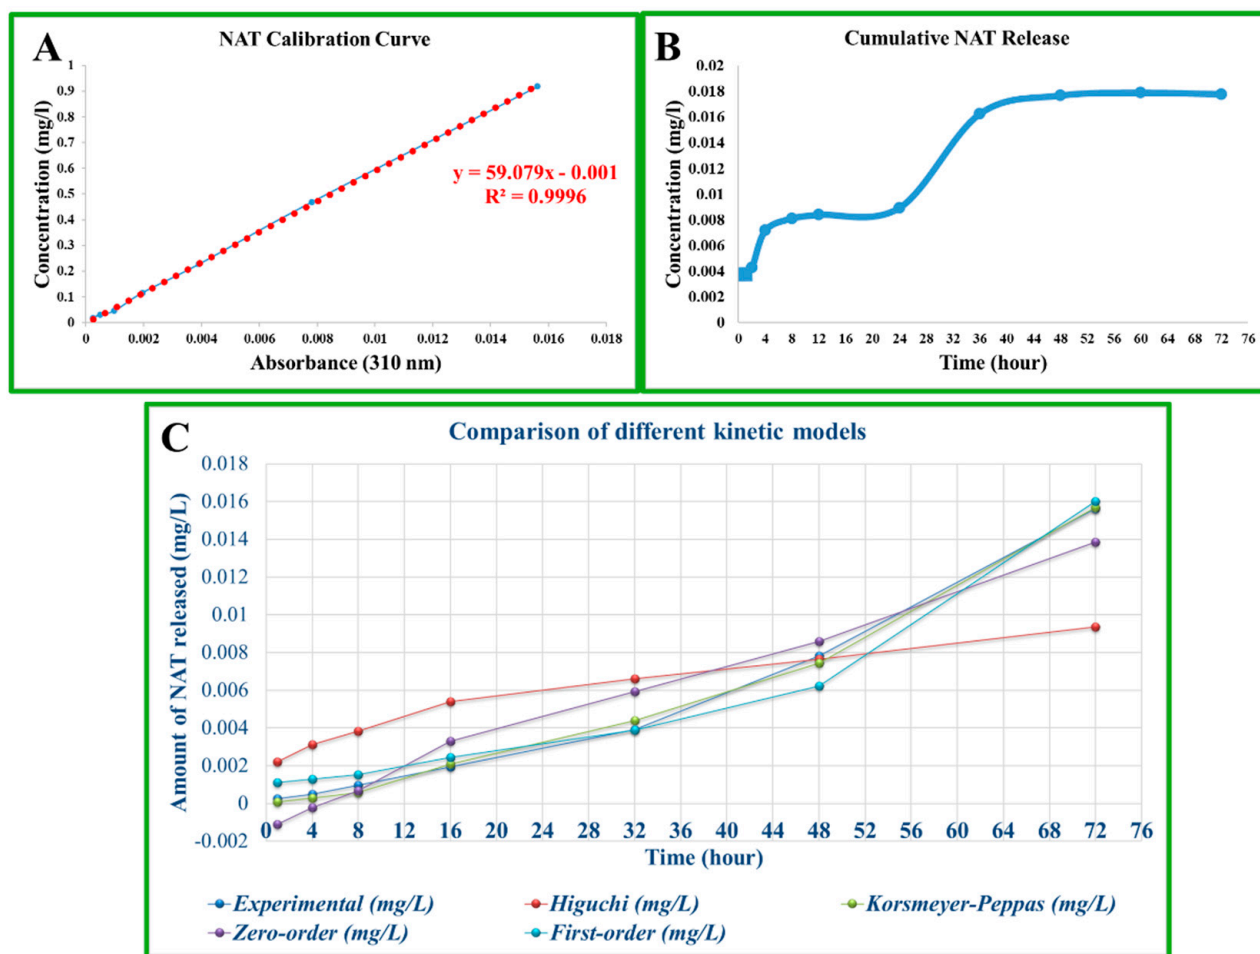 A
NAT Calibration Curve
Concentration (mg/l)
1
0.9
0.8
0.7
0.6
0.5
0.4
0.3
0.2
0.1
0
y = 59.079x - 0.001
R² = 0.9996
0 0.002 0.004 0.006 0.008 0.01 0.012 0.014 0.016 0.018
Absorbance (310 nm)
B
Cumulative NAT Release
Concentration (mg/l)
0.02
0.018
0.016
0.014
0.012
0.01
0.008
0.006
0.004
0.002
0
0 4 8 12 16 20 24 28 32 36 40 44 48 52 56 60 64 68 72 76
Time (hour)
C
Comparison of different kinetic models
Amount of NAT released (mg/L)
0.018
0.016
0.014
0.012
0.01
0.008
0.006
0.004
0.002
0
-0.002
0 4 8 12 16 20 24 28 32 36 40 44 48 52 56 60 64 68 72 76
Time (hour)
Experimental (mg/L) Higuchi (mg/L) Korsmeyer-Peppas (mg/L)
Zero-order (mg/L) First-order (mg/L)